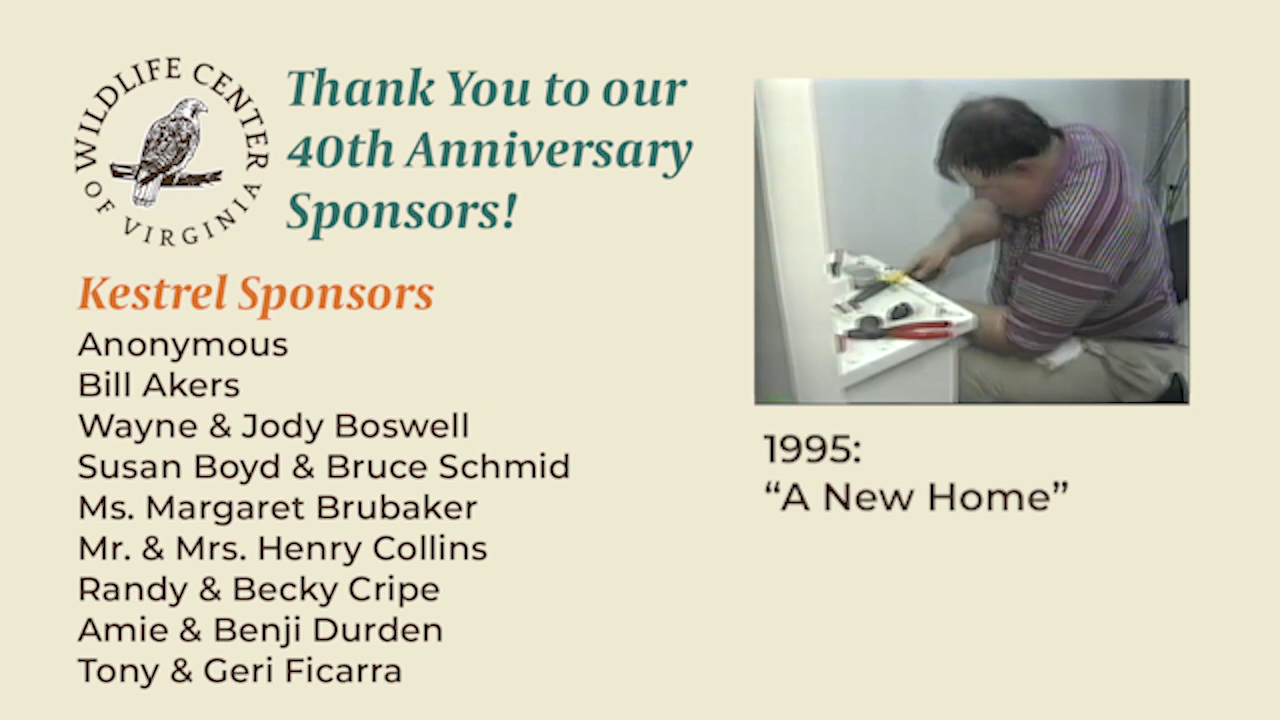 WILDLIFE CENTER
OF VIRGINIA
Thank You to our
40th Anniversary
Sponsors!
Kestrel Sponsors
Anonymous
Bill Akers
Wayne & Jody Boswell
Susan Boyd & Bruce Schmid
Ms. Margaret Brubaker
Mr. & Mrs. Henry Collins
Randy & Becky Cripe
Amie & Benji Durden
Tony & Geri Ficarra
1995:
“A New Home”